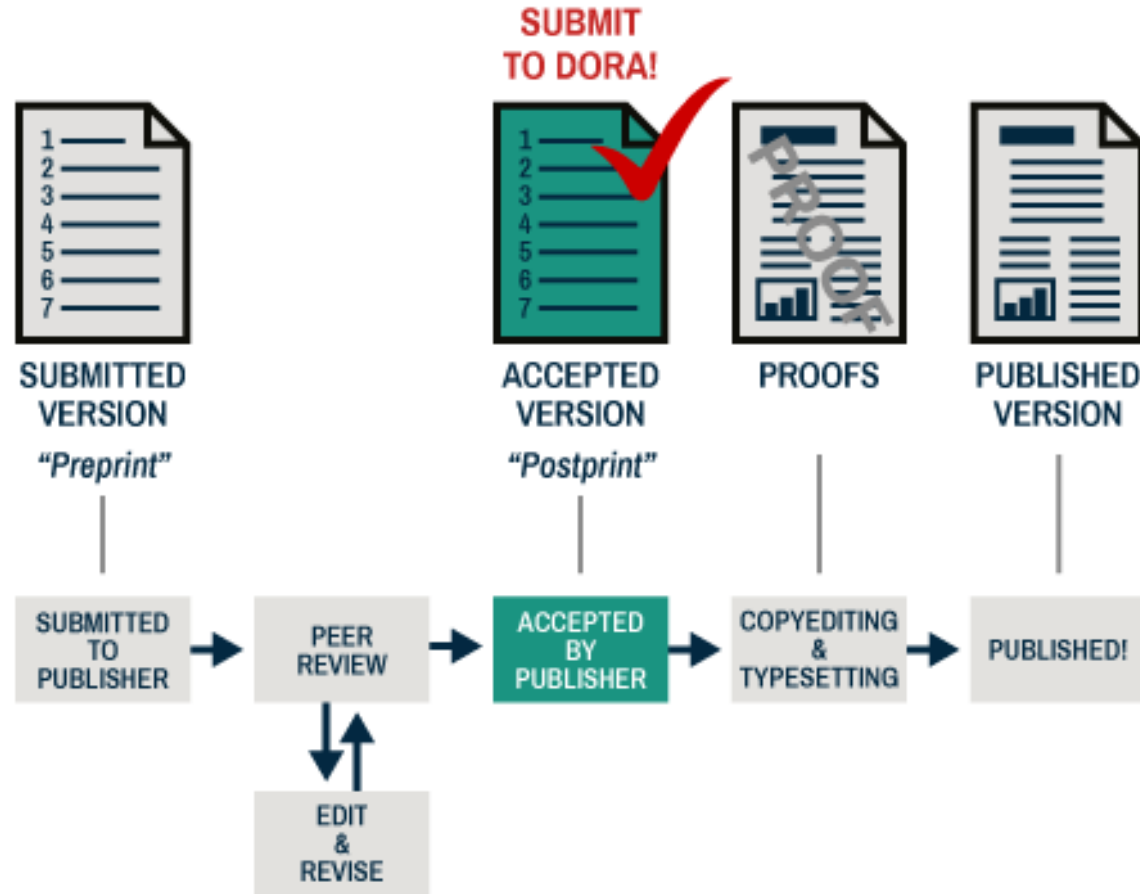 SUBMIT
TO DORA!
1
2
3
4
5
6
7
SUBMITTED
VERSION
“Preprint”
1
2
3
4
5
6
7
ACCEPTED
VERSION
“Postprint”
PROOF
PROOFS
PUBLISHED
VERSION
SUBMITTED
TO
PUBLISHER
PEER
REVIEW
ACCEPTED
BY
PUBLISHER
COPYEDITING
&
TYPESETTING
PUBLISHED!
EDIT
&
REVISE